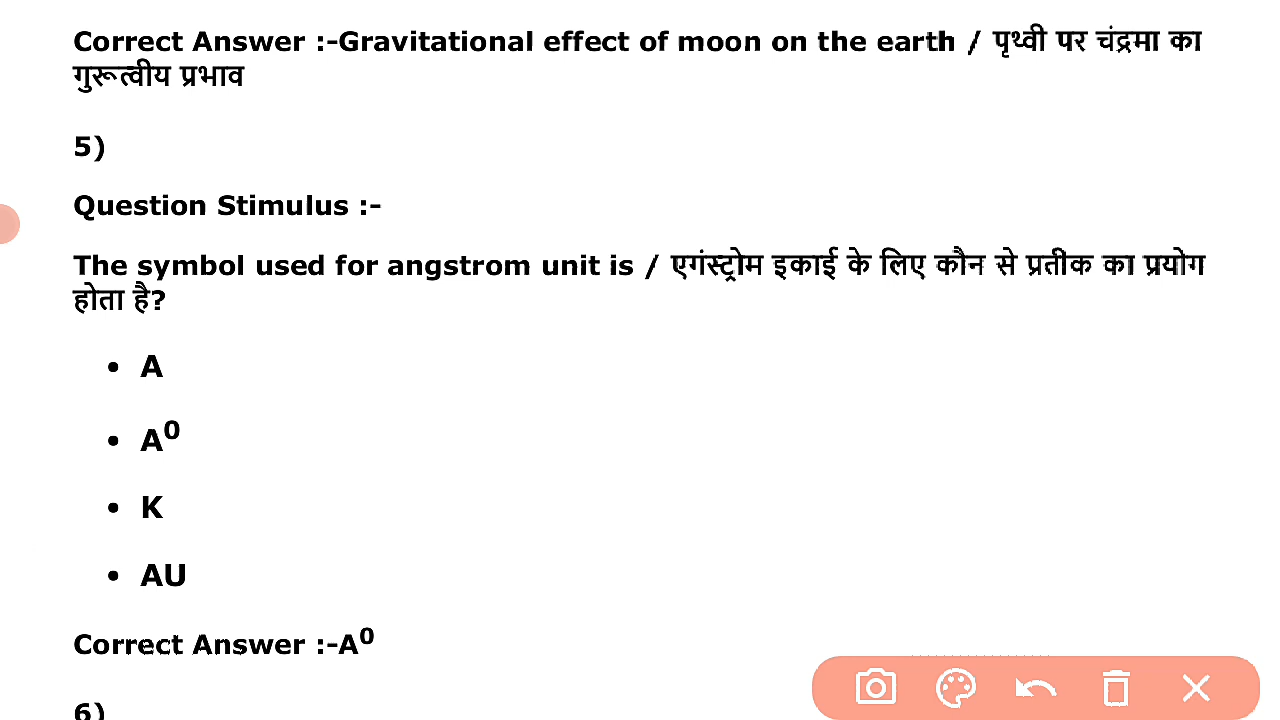 Correct Answer :-Gravitational effect of moon on the earth / पृथ्वी पर चंद्रमा का
गुरूत्वीय प्रभाव
5)
Question Stimulus :-
The symbol used for angstrom unit is / एगंस्ट्रोम इकाई के लिए कौन से प्रतीक का प्रयोग
होता है?
• A
• A⁰
• K
• AU
Correct Answer :-A⁰
6)